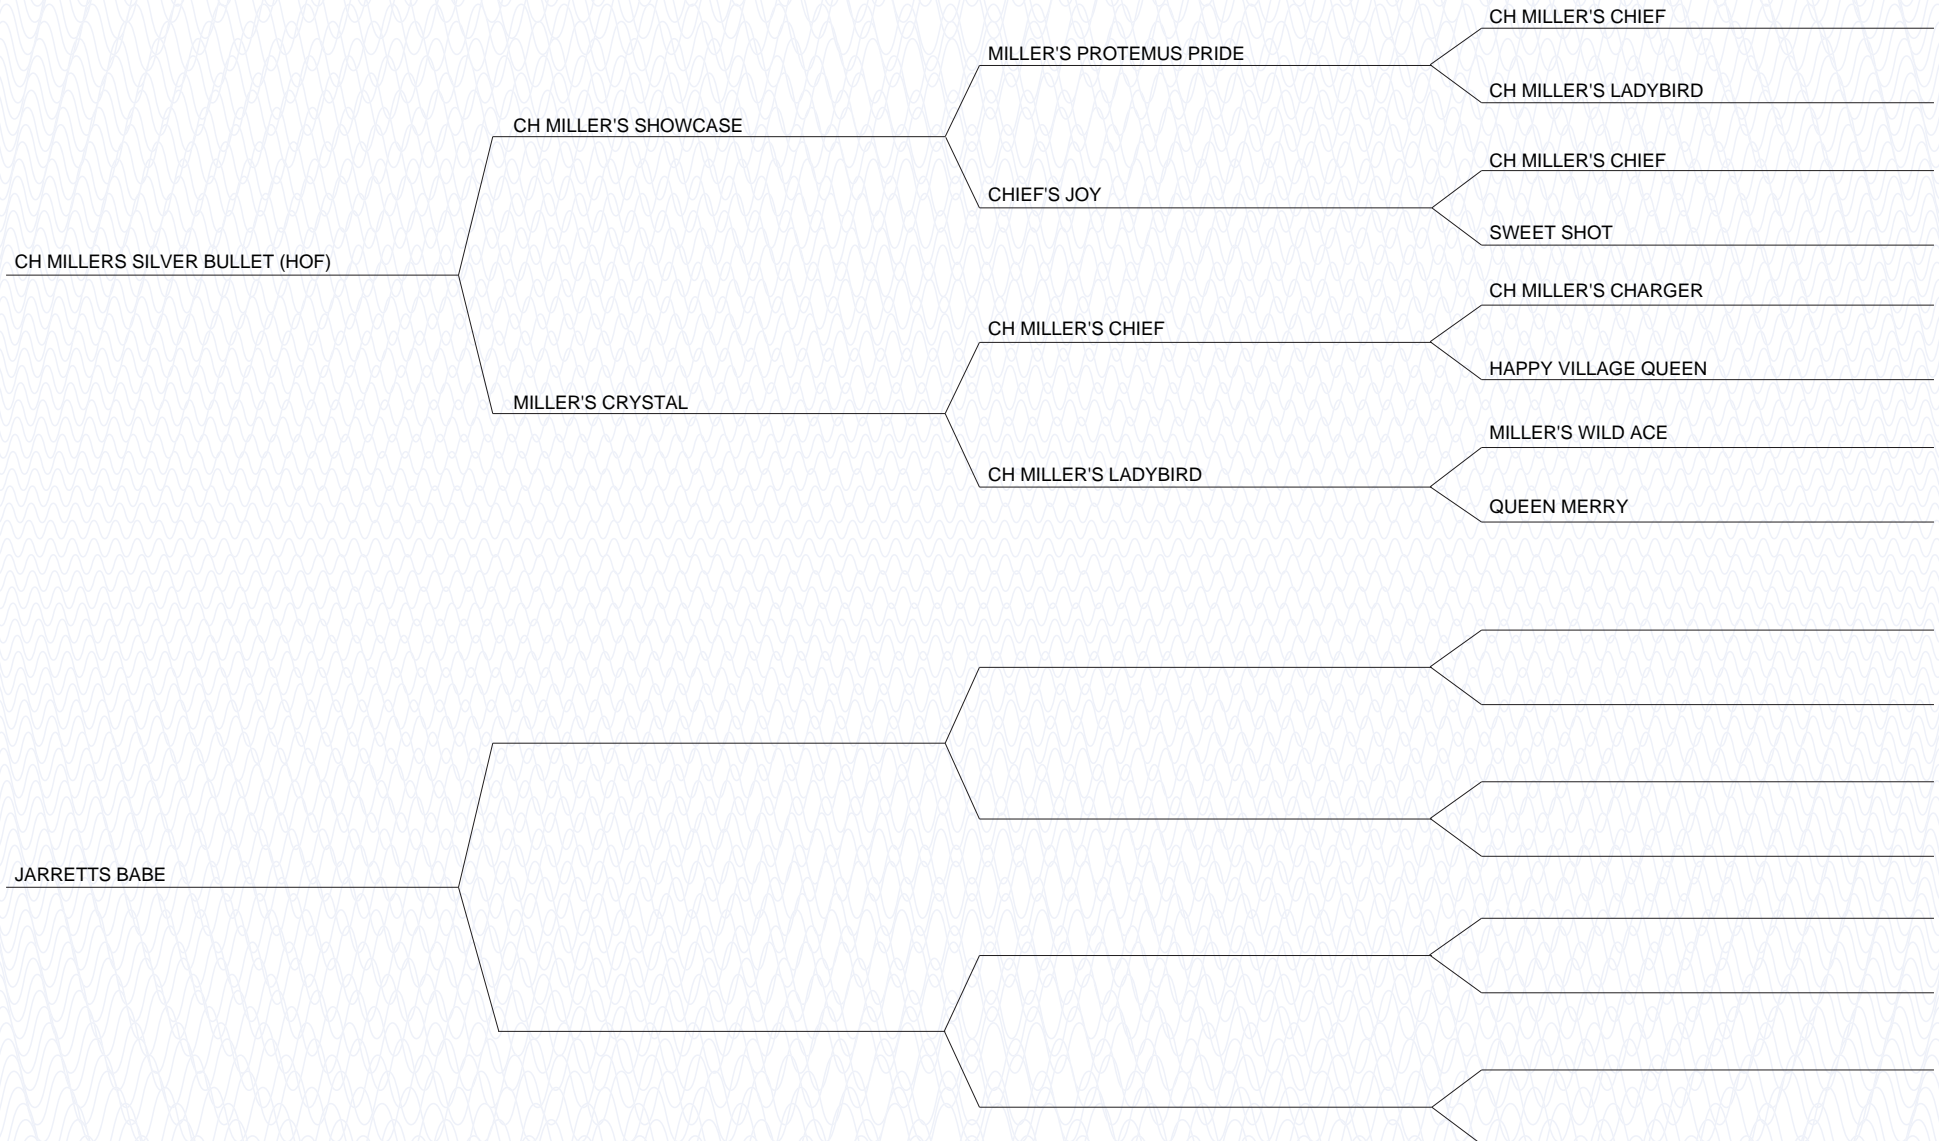 CH MILLER'S CHIEF
MILLER'S PROTEMUS PRIDE
CH MILLER'S LADYBIRD
CH MILLER'S SHOWCASE
CH MILLER'S CHIEF
CHIEF'S JOY
SWEET SHOT
CH MILLERS SILVER BULLET (HOF)
CH MILLER'S CHARGER
CH MILLER'S CHIEF
HAPPY VILLAGE QUEEN
MILLER'S CRYSTAL
MILLER'S WILD ACE
CH MILLER'S LADYBIRD
QUEEN MERRY
JARRETTS BABE